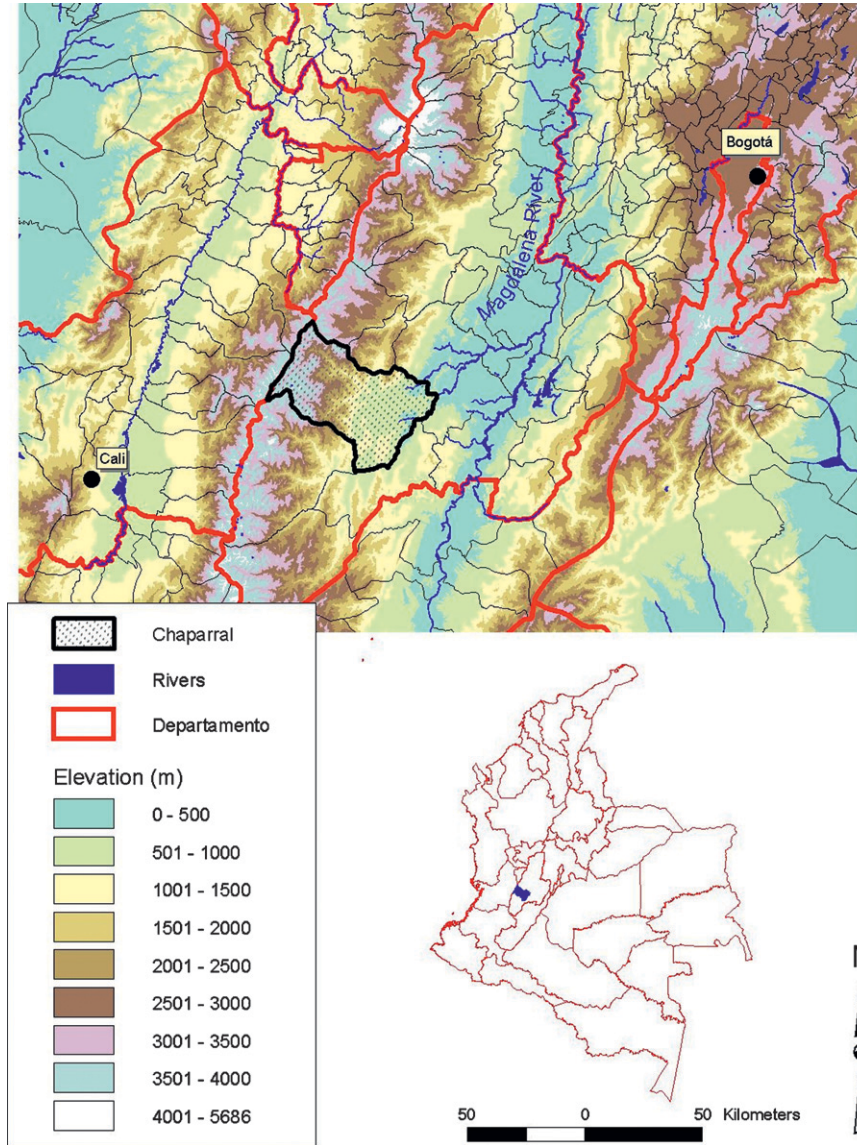 Bogotá
Magdalena River
Cali
Chaparral
Rivers
Departamento
Elevation (m)
0 - 500
501 - 1000
1001 - 1500
1501 - 2000
2001 - 2500
2501 - 3000
3001 - 3500
3501 - 4000
4001 - 5686
50 0 50 Kilometers